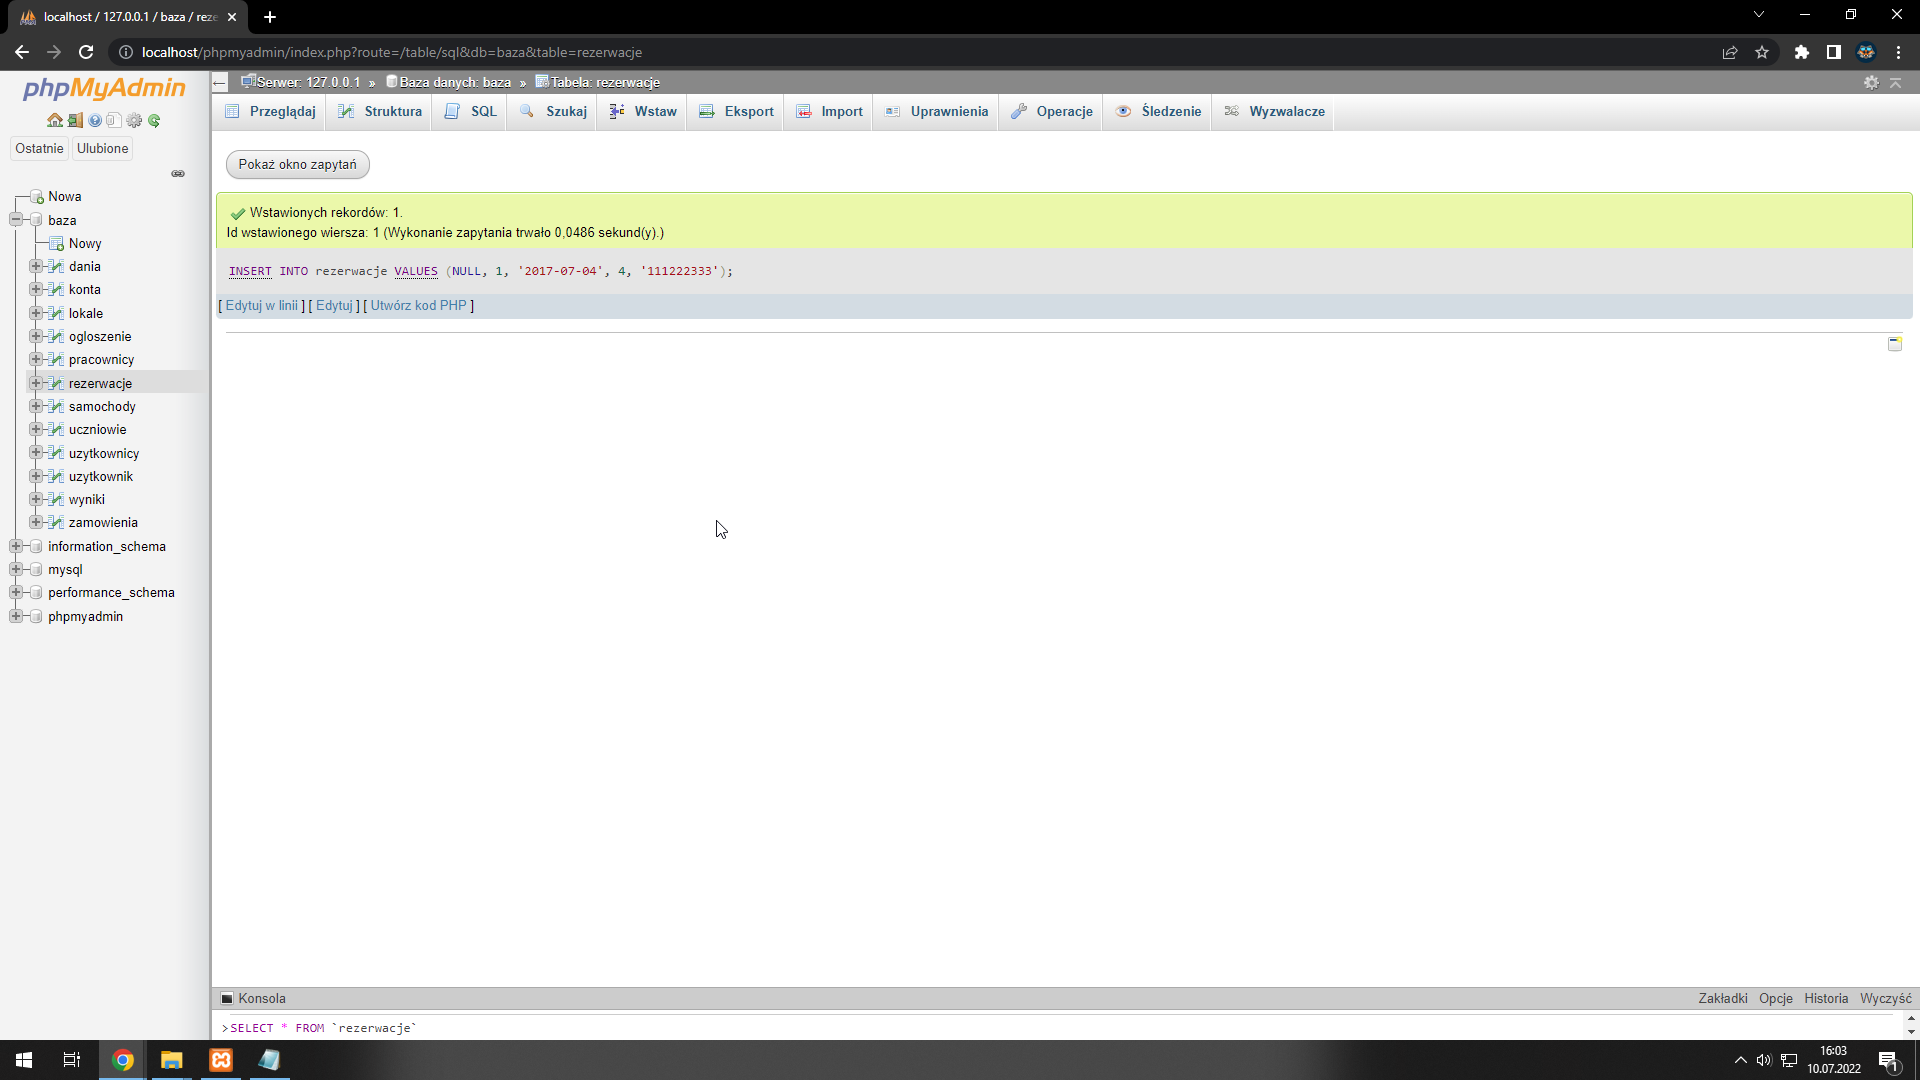 localhost / 127.0.0.1 / baza / reze
localhost/phpmyadmin/index.php?route=/table/sql&db=baza&table=rezerwacje
phpMyAdmin
Ostatnie
Ulubione
Nowa
baza
Nowy
dania
konta
lokale
ogloszenie
pracownicy
rezerwacje
samochody
uczniowie
uzytkownicy
uzytkownik
wyniki
zamowienia
information_schema
mysql
performance_schema
phpmyadmin
Serwer: 127.0.0.1 » Baza danych: baza » Tabela: rezerwacje
Przeglądaj
Struktura
SQL
Szukaj
Wstaw
Eksport
Import
Uprawnienia
Operacje
Śledzenie
Wyzwalacze
Pokaż okno zapytań
Wstawionych rekordów: 1.
Id wstawionego wiersza: 1 (Wykonanie zapytania trwało 0,0486 sekund(y).)
INSERT INTO rezerwacje VALUES (NULL, 1, '2017-07-04', 4, '111222333');
[ Edytuj w linii ] [ Edytuj ] [ Utwórz kod PHP ]
Konsola
Zakładki
Opcje
Historia
Wyczyść
>SELECT * FROM `rezerwacje`
16:03
10.07.2022
1